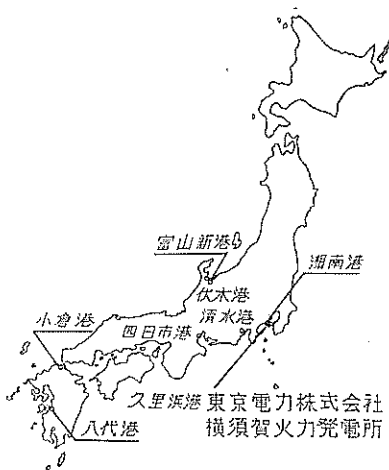 富山新港
湘南港
伏木港
清水港
小倉港
四日市港
久里浜港 東京電力株式会社
横須賀火力発電所
八代港